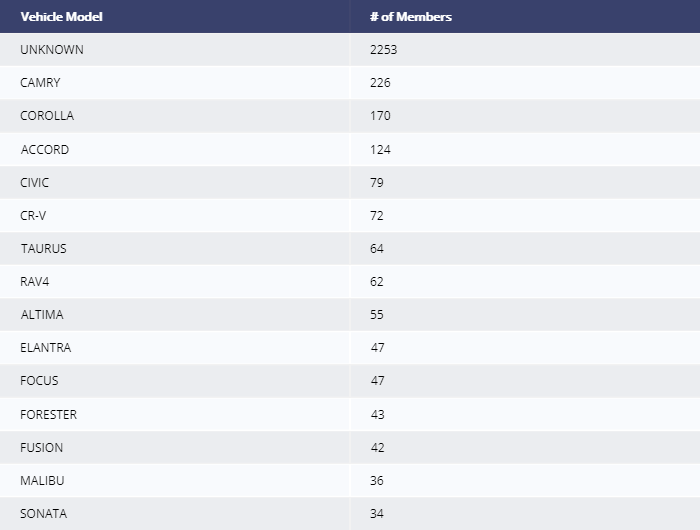 Vehicle Model # of Members
UNKNOWN 2253
CAMRY 226
COROLLA 170
ACCORD 124
CIVIC 79
CR-V 72
TAURUS 64
RAV4 62
ALTIMA 55
ELANTRA 47
FOCUS 47
FORESTER 43
FUSION 42
MALIBU 36
SONATA 34